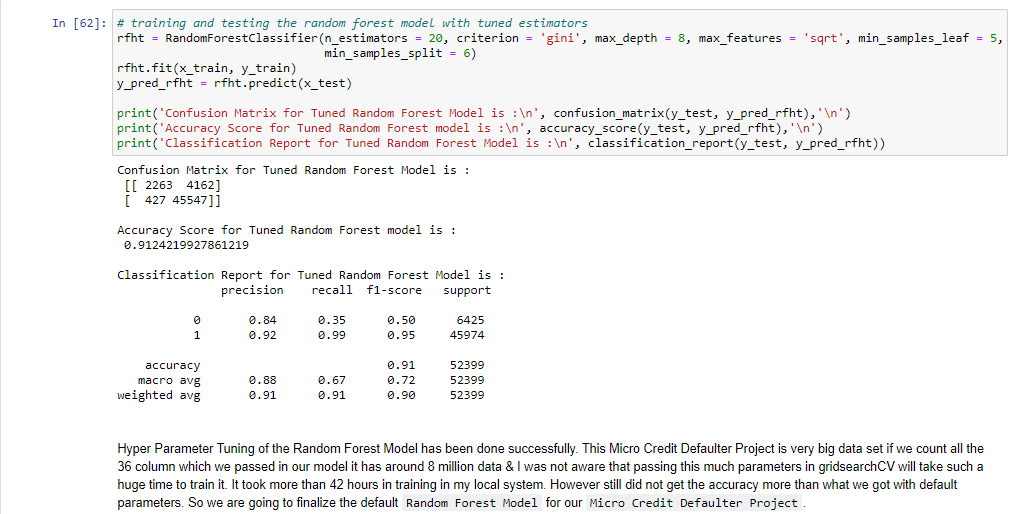 In [62]: # training and testing the random forest model with tuned estimators
rfht = RandomForestClassifier(n_estimators = 20, criterion = 'gini', max_depth = 8, max_features = 'sqrt', min_samples_leaf = 5,
min_samples_split = 6)
rfht.fit(x_train, y_train)
y_pred_rfht = rfht.predict(x_test)
print('Confusion Matrix for Tuned Random Forest Model is :\n', confusion_matrix(y_test, y_pred_rfht),'\n')
print('Accuracy Score for Tuned Random Forest model is :\n', accuracy_score(y_test, y_pred_rfht),'\n')
print('Classification Report for Tuned Random Forest Model is :\n', classification_report(y_test, y_pred_rfht))
Confusion Matrix for Tuned Random Forest Model is :
[[ 2263 4162]
[ 427 45547]]
Accuracy Score for Tuned Random Forest model is :
0.9124219927861219
Classification Report for Tuned Random Forest Model is :
precision recall f1-score support
0 0.84 0.35 0.50 6425
1 0.92 0.99 0.95 45974
accuracy 0.91 52399
macro avg 0.88 0.67 0.72 52399
weighted avg 0.91 0.91 0.90 52399
Hyper Parameter Tuning of the Random Forest Model has been done successfully. This Micro Credit Defaulter Project is very big data set if we count all the
36 column which we passed in our model it has around 8 million data & I was not aware that passing this much parameters in gridsearchCV will take such a
huge time to train it. It took more than 42 hours in training in my local system. However still did not get the accuracy more than what we got with default
parameters. So we are going to finalize the default Random Forest Model for our Micro Credit Defaulter Project .